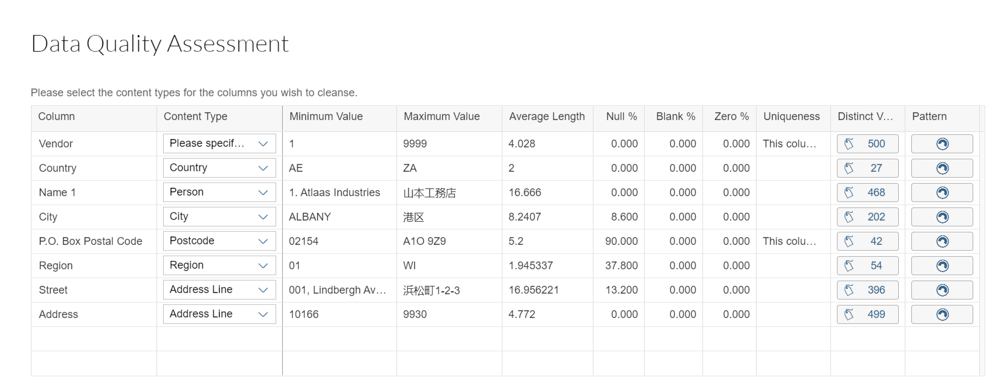 Data Quality Assessment
Please select the content types for the columns you wish to cleanse.
Column Content Type Minimum Value Maximum Value Average Length Null % Blank % Zero % Uniqueness Distinct V... Pattern
Vendor Please specif... 1 9999 4.028 0.000 0.000 0.000 This colu... 500
Country Country AE ZA 2 0.000 0.000 0.000 27
Name 1 Person 1. Atlaas Industries 山本工務店 16.666 0.000 0.000 0.000 468
City City ALBANY 港区 8.2407 8.600 0.000 0.000 202
P.O. Box Postal Code Postcode 02154 A1O 9Z9 5.2 90.000 0.000 0.000 This colu... 42
Region Region 01 WI 1.945337 37.800 0.000 0.000 54
Street Address Line 001, Lindbergh Av... 浜松町1-2-3 16.956221 13.200 0.000 0.000 396
Address Address Line 10166 9930 4.772 0.000 0.000 0.000 499